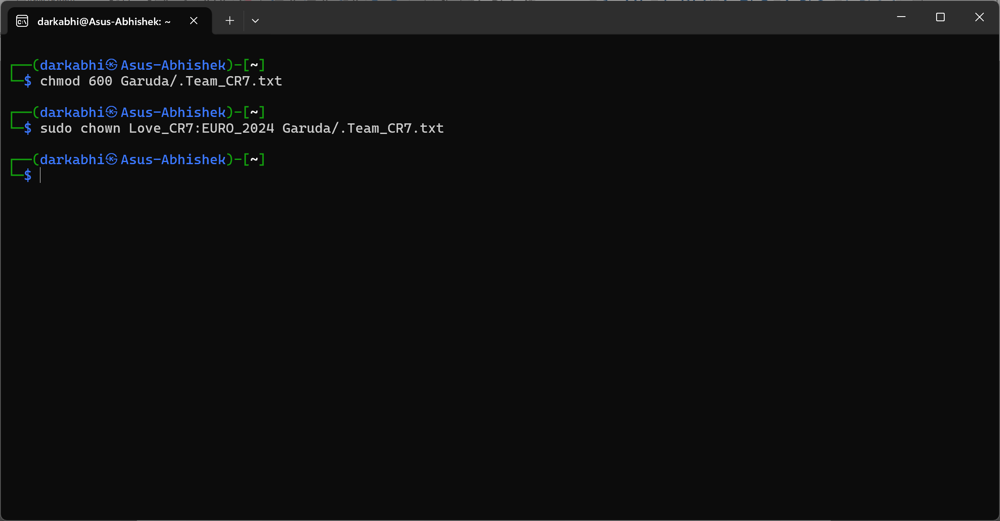 darkabhi@Asus-Abhishek: ~
┌──(darkabhi㉿Asus-Abhishek)-[~]
└─$ chmod 600 Garuda/.Team_CR7.txt
┌──(darkabhi㉿Asus-Abhishek)-[~]
└─$ sudo chown Love_CR7:EURO_2024 Garuda/.Team_CR7.txt
┌──(darkabhi㉿Asus-Abhishek)-[~]
└─$